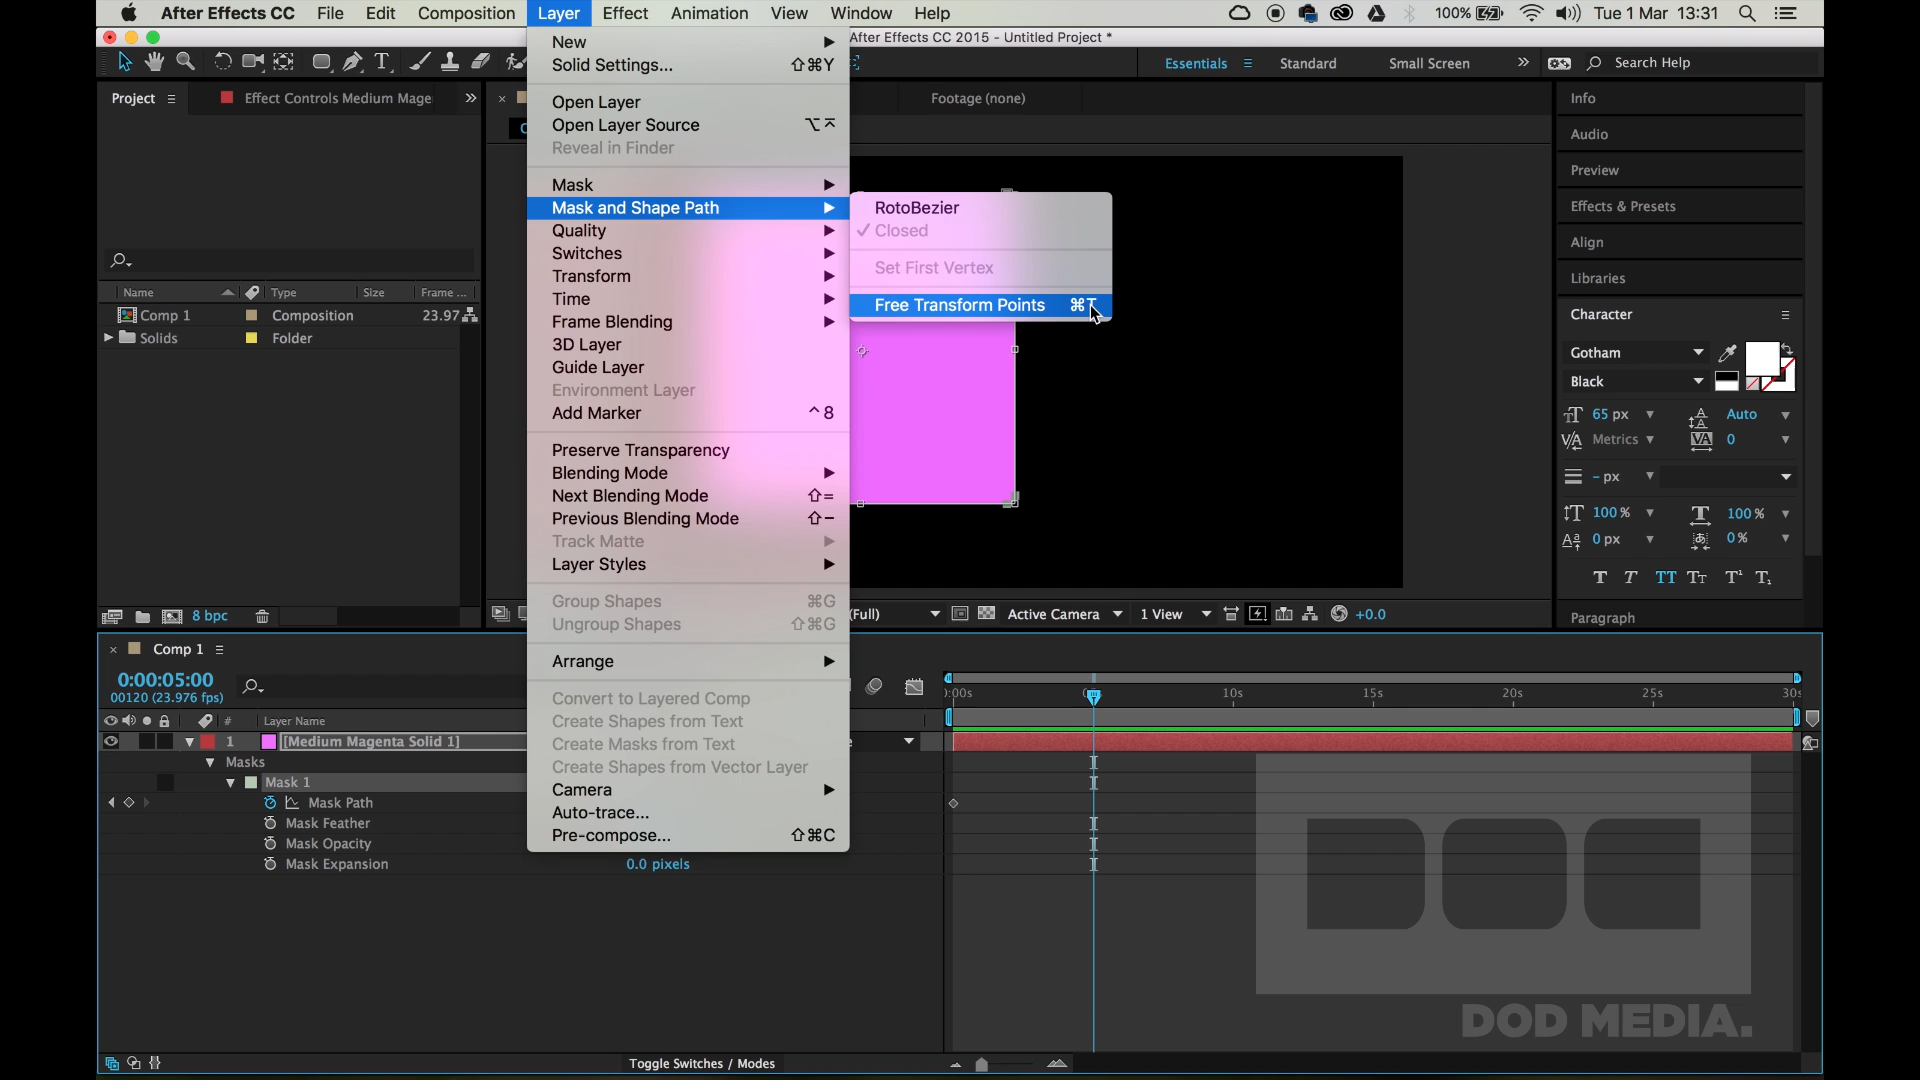 After Effects CC File Edit Composition Layer Effect Animation View Window Help 100% Tue 1 Mar 13:31
After Effects CC 2015 - Untitled Project *
Essentials Standard Small Screen Search Help
Project Effect Controls Medium Mage
Footage (none)
Name Type Size Frame ...
Comp 1 Composition 23.97
Solids Folder
8 bpc
New
Solid Settings... ⇧⌘Y
Open Layer
Open Layer Source
Reveal in Finder
Mask
Mask and Shape Path
Quality
Switches
Transform
Time
Frame Blending
3D Layer
Guide Layer
Environment Layer
Add Marker ^8
Preserve Transparency
Blending Mode
Next Blending Mode ⇧=
Previous Blending Mode ⇧-
Track Matte
Layer Styles
Group Shapes ⌘G
Ungroup Shapes ⇧⌘G
Arrange
Convert to Layered Comp
Create Shapes from Text
Create Masks from Text
Create Shapes from Vector Layer
Camera
Auto-trace...
Pre-compose... ⇧⌘C
RotoBezier
✓ Closed
Set First Vertex
Free Transform Points ⌘T
(Full) Active Camera 1 View +0.0
Info
Audio
Preview
Effects & Presets
Align
Libraries
Character
Gotham
Black
65 px Auto
Metrics 0
- px
100 % 100 %
0 px 0 %
T T TT Tt T¹ T₁
Paragraph
Comp 1
0:00:05:00
00120 (23.976 fps)
# Layer Name
1 [Medium Magenta Solid 1]
Masks
Mask 1
Mask Path
Mask Feather
Mask Opacity
Mask Expansion 0.0 pixels
):00s 10s 15s 20s 25s 30s
DOD MEDIA.
Toggle Switches / Modes